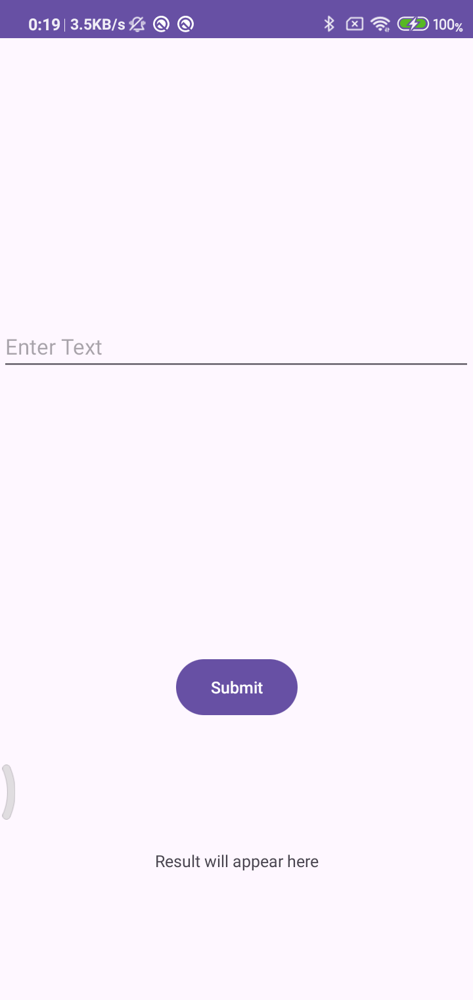 0:19 3.5KB/s 100%
Enter Text
Submit
Result will appear here